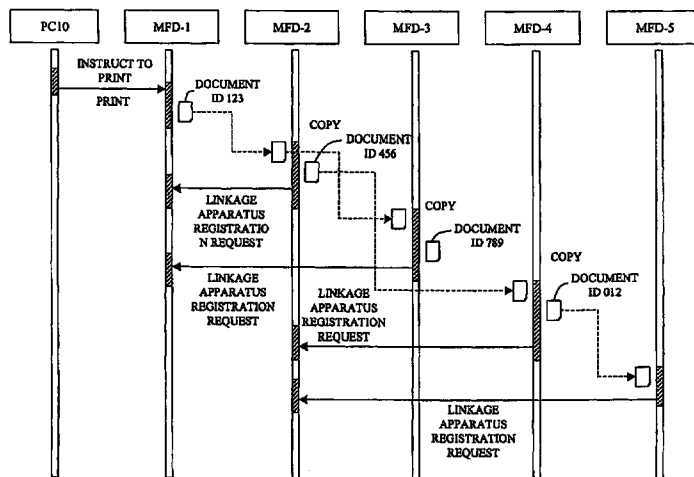 PC10
MFD-1
MFD-2
MFD-3
MFD-4
MFD-5
INSTRUCT TO
PRINT
PRINT
DOCUMENT
ID 123
COPY
DOCUMENT
ID 456
LINKAGE
APPARATUS
REGISTRATIO
N REQUEST
COPY
DOCUMENT
ID 789
LINKAGE
APPARATUS
REGISTRATION
REQUEST
COPY
DOCUMENT
ID 012
LINKAGE
APPARATUS
REGISTRATION
REQUEST
LINKAGE
APPARATUS
REGISTRATION
REQUEST